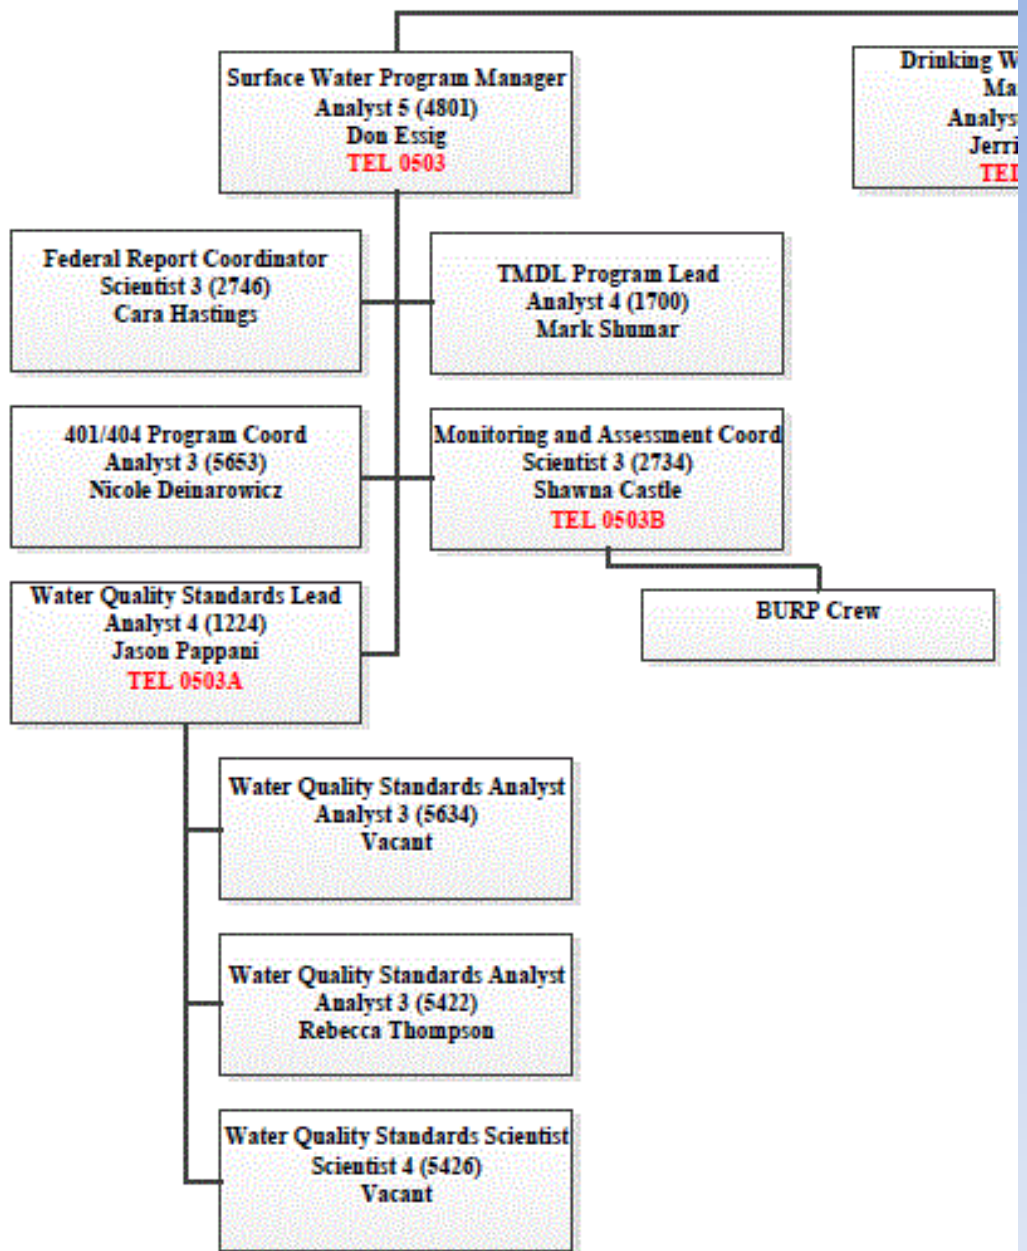 Surface Water Program Manager
Analyst 5 (4801)
Don Essig
TEL 0503
Drinking
Jerri
Federal Report Coordinator
Scientist 3 (2746)
Cara Hastings
TMDL Program Lead
Analyst 4 (1700)
Mark Shumar
401/404 Program Coord
Analyst 3 (5653)
Nicole Deinarowicz
Monitoring and Assessment Coord
Scientist 3 (2734)
Shawna Castle
TEL 0503B
Water Quality Standards Lead
Analyst 4 (1224)
Jason Pappani
TEL 0503A
BURP Crew
Water Quality Standards Analyst
Analyst 3 (5634)
Vacant
Water Quality Standards Analyst
Analyst 3 (5422)
Rebecca Thompson
Water Quality Standards Scientist
Scientist 4 (5426)
Vacant